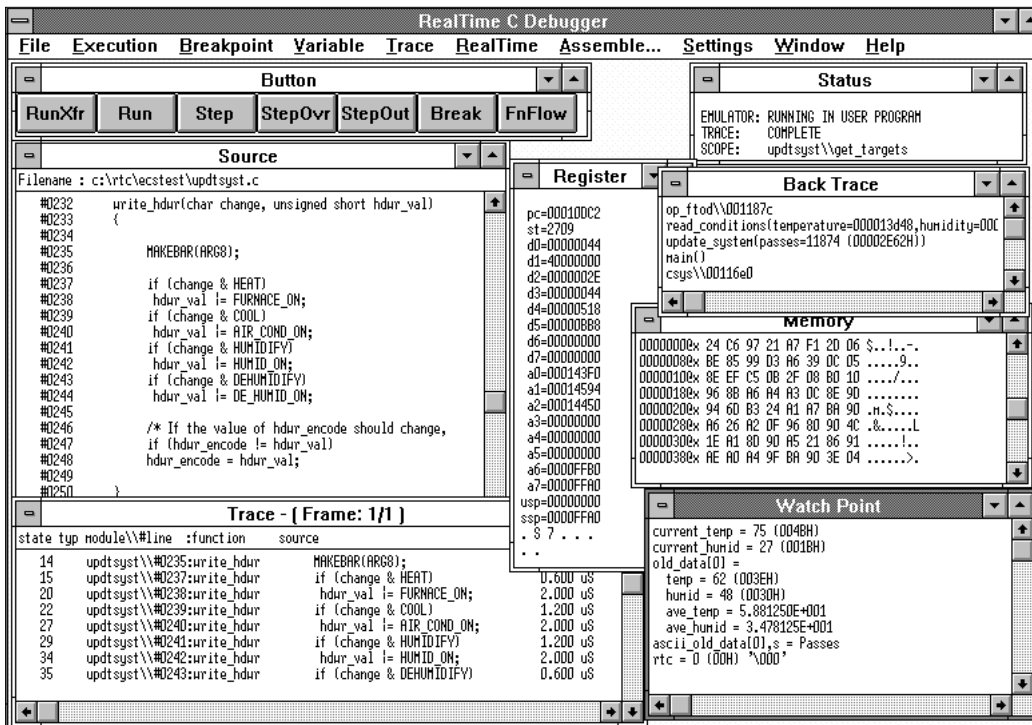 RealTime C Debugger
File Execution Breakpoint Variable Trace RealTime Assemble... Settings Window Help
Button
RunXfr Run Step StepOvr StepOut Break FnFlow
Status
EMULATOR: RUNNING IN USER PROGRAM
TRACE: COMPLETE
SCOPE: updtsyst\\get_targets
Source
Filename : c:\rtc\ecstest\updtsyst.c
#0232 write_hdwr(char change, unsigned short hdwr_val)
#0233 {
#0234
#0235 MAKEBAR(ARG8);
#0236
#0237 if (change & HEAT)
#0238 hdwr_val |= FURNACE_ON;
#0239 if (change & COOL)
#0240 hdwr_val |= AIR_COND_ON;
#0241 if (change & HUMIDIFY)
#0242 hdwr_val |= HUMID_ON;
#0243 if (change & DEHUMIDIFY)
#0244 hdwr_val |= DE_HUMID_ON;
#0245
#0246 /* If the value of hdwr_encode should change,
#0247 if (hdwr_encode != hdwr_val)
#0248 hdwr_encode = hdwr_val;
#0249
#0250 }
Register
pc=000100C2
st=2709
d0=00000044
d1=40000000
d2=0000002E
d3=00000044
d4=00000518
d5=00000BB8
d6=00000000
d7=00000000
a0=000143F0
a1=00014594
a2=00014450
a3=00000000
a4=00000000
a5=00000000
a6=0000FFB0
a7=0000FFA0
usp=00000000
ssp=0000FFA0
. S 7 . . .
. .
Back Trace
op_ftod\\001187c
read_conditions(temperature=000013d48,humidity=00
update_system(passes=11874 (00002E62H))
main()
csys\\00116e0
Memory
00000000@x 24 C6 97 21 A7 F1 2D 06 $..!..-.
00000008@x BE 85 99 D3 A6 39 0C 05 .....9..
00000010@x 8E EF C5 0B 2F 08 B0 10 ..../...
00000018@x 96 8B A6 A4 A3 0C 8E 9D ........
00000020@x 94 6D B3 24 A1 A7 BA 90 .m.$....
00000028@x A6 26 A2 0F 96 80 90 4C .&.....L
00000030@x 1E A1 8D 90 A5 21 86 91 .....!..
00000038@x AE A0 A4 9F BA 90 3E 04 ......>.
Trace - ( Frame: 1/1 )
state typ module\\#line :function source
14 updtsyst\\#0235:write_hdwr MAKEBAR(ARG8);
15 updtsyst\\#0237:write_hdwr if (change & HEAT) 0.600 uS
20 updtsyst\\#0238:write_hdwr hdwr_val |= FURNACE_ON; 2.000 uS
22 updtsyst\\#0239:write_hdwr if (change & COOL) 1.200 uS
27 updtsyst\\#0240:write_hdwr hdwr_val |= AIR_COND_ON; 2.000 uS
29 updtsyst\\#0241:write_hdwr if (change & HUMIDIFY) 1.200 uS
34 updtsyst\\#0242:write_hdwr hdwr_val |= HUMID_ON; 2.000 uS
35 updtsyst\\#0243:write_hdwr if (change & DEHUMIDIFY) 0.600 uS
Watch Point
current_temp = 75 (004BH)
current_humid = 27 (001BH)
old_data[0] =
temp = 62 (003EH)
humid = 48 (0030H)
ave_temp = 5.881250E+001
ave_humid = 3.478125E+001
ascii_old_data[0],s = Passes
rtc = 0 (00H) '\000'